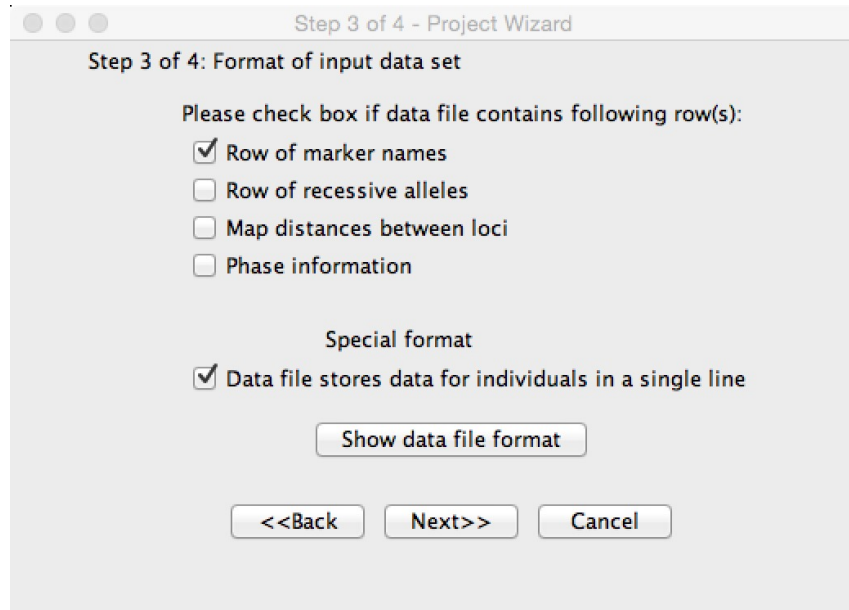 Step 3 of 4 - Project Wizard
Step 3 of 4: Format of input data set
Please check box if data file contains following row(s):
Row of marker names
Row of recessive alleles
Map distances between loci
Phase information
Special format
Data file stores data for individuals in a single line
Show data file format
<<Back Next>> Cancel